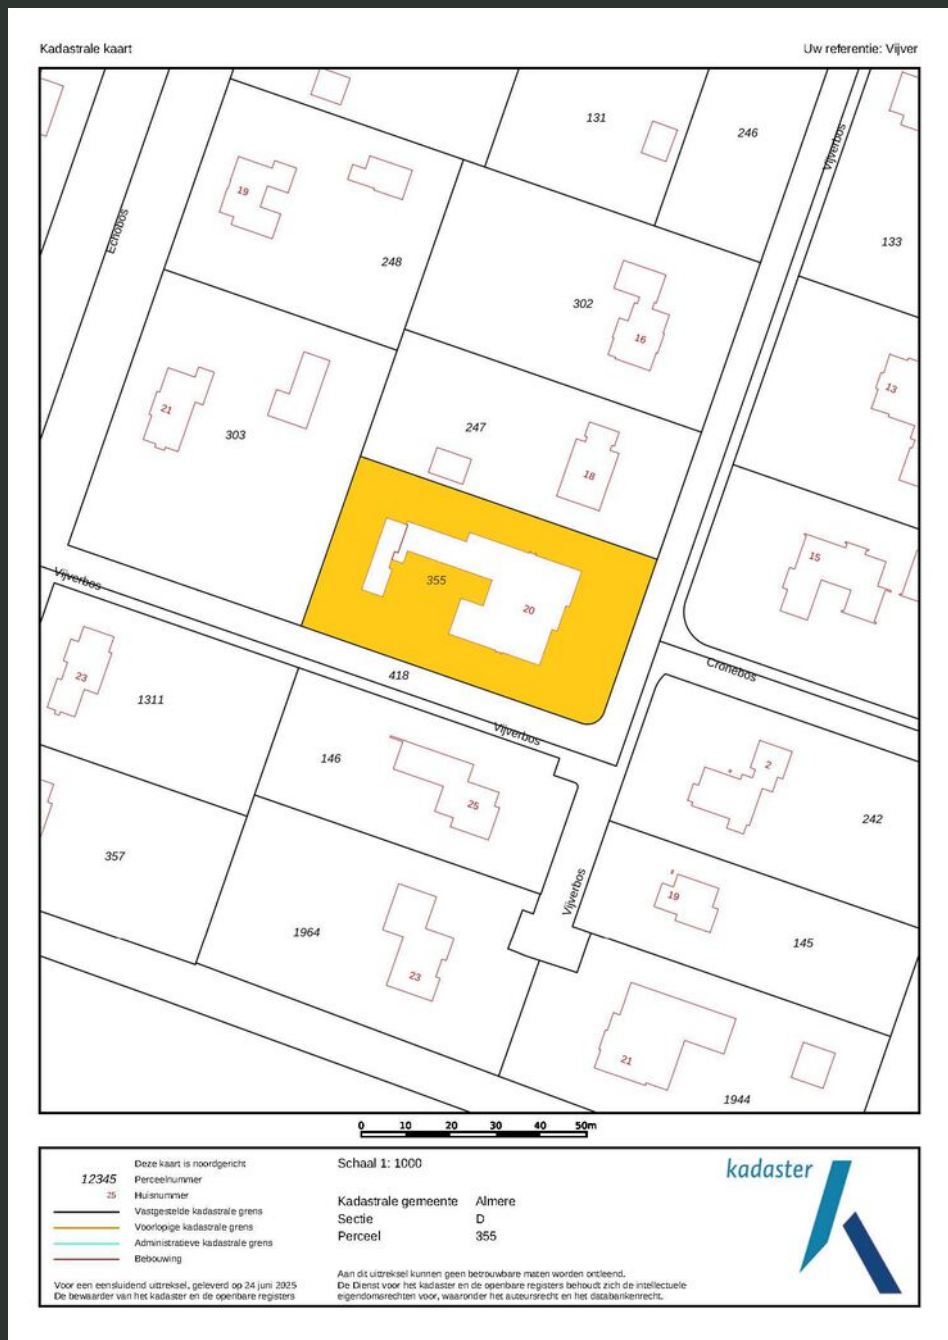 Kadastrale kaart
Uw referentie: Vijver
131
246
Vijverbos
19
Echobos
133
248
302
16
13
21
303
247
18
15
Vijverbos
355
20
Cronebos
418
23
1311
Vijverbos
146
2
25
242
357
Vijverbos
19
1964
145
23
21
1944
0 10 20 30 40 50m
Deze kaart is noordgericht
12345 Perceelnummer
25 Huisnummer
Vastgestelde kadastrale grens
Voorlopige kadastrale grens
Administratieve kadastrale grens
Bebouwing
Voor een eensluidend uittreksel, geleverd op 24 juni 2025
De bewaarder van het kadaster en de openbare registers
Schaal 1: 1000
Kadastrale gemeente Almere
Sectie D
Perceel 355
Aan dit uittreksel kunnen geen betrouwbare maten worden ontleend.
De Dienst voor het kadaster en de openbare registers behoudt zich de intellectuele
eigendomsrechten voor, waaronder het auteursrecht en het databankenrecht.
kadaster